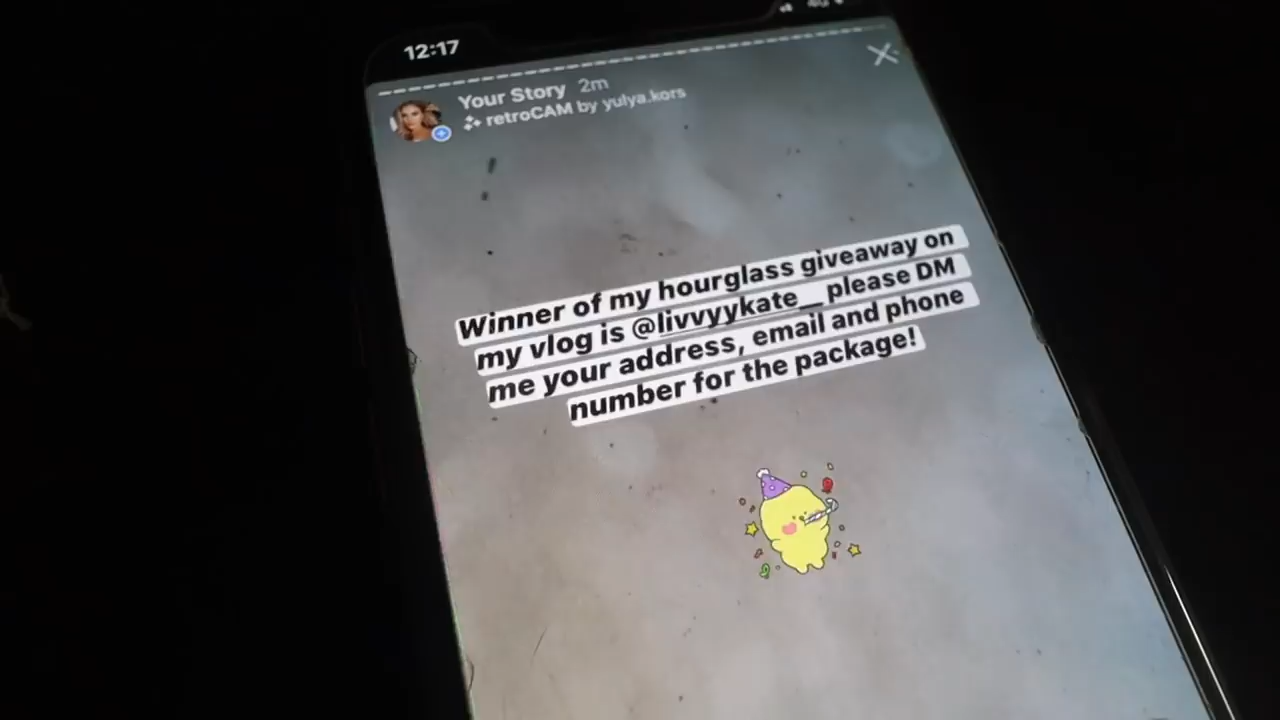 12:17
Your Story 2m
retroCAM by yulya.kors
Winner of my hourglass giveaway on
my vlog is @livvyykate__ please DM
me your address, email and phone
number for the package!